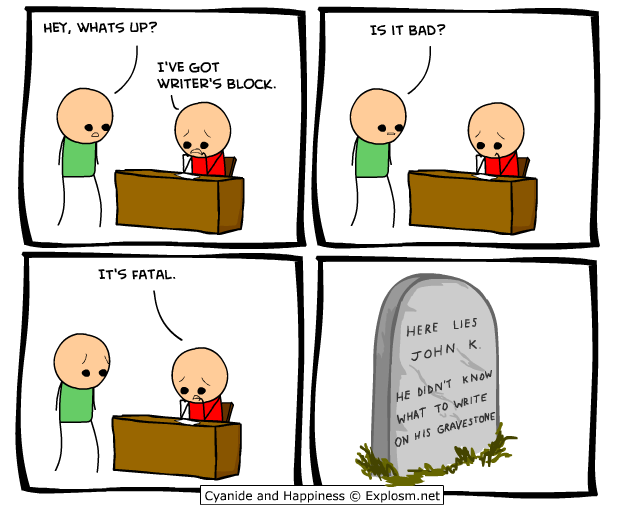 HEY, WHATS UP?
I'VE GOT
WRITER'S BLOCK.
IS IT BAD?
IT'S FATAL.
HERE LIES
JOHN K.
HE DIDN'T KNOW
WHAT TO WRITE
ON HIS GRAVESTONE
Cyanide and Happiness © Explosm.net